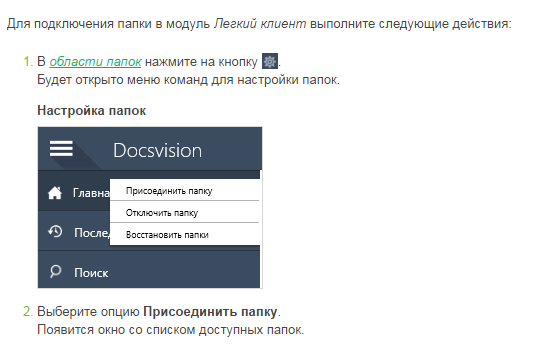 Для подключения папки в модуль Легкий клиент выполните следующие действия:
1. В области папок нажмите на кнопку .
Будет открыто меню команд для настройки папок.
Настройка папок
Docsvision
Присоединить папку
Главна
Отключить папку
После
Восстановить папки
Поиск
2. Выберите опцию Присоединить папку.
Появится окно со списком доступных папок.